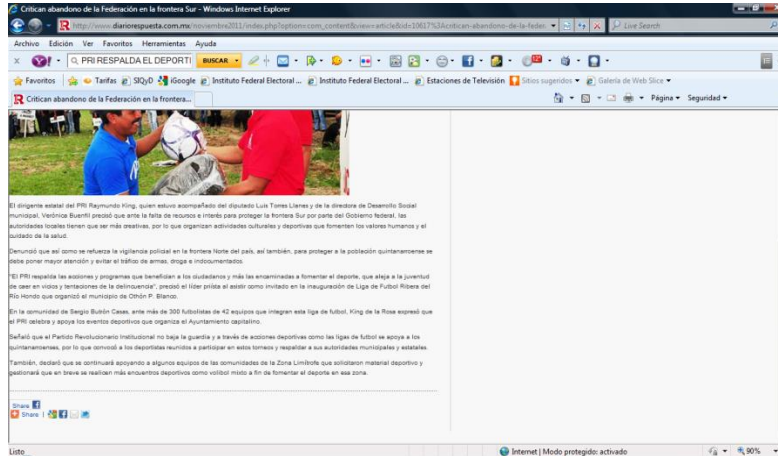 Critican abandono de la Federación en la frontera Sur - Windows Internet Explorer
http://www.diariorespuesta.com.mx/noviembre2011/index.php?option=com_content&view=article&id=10617%3Acritican-abandono-de-la-feder.
Live Search
Archivo Edición Ver Favoritos Herramientas Ayuda
PRI RESPALDA EL DEPORTI BUSCAR
Favoritos Tarifas SIQyD iGoogle Instituto Federal Electoral ... Instituto Federal Electoral ... Estaciones de Televisión Sitios sugeridos Galería de Web Slice
Critican abandono de la Federación en la frontera...
Página Seguridad
El dirigente estatal del PRI Raymundo King, quien estuvo acompañado del diputado Luis Torres Llanes y de la directora de Desarrollo Social
municipal, Verónica Buenfil precisó que ante la falta de recursos e interés para proteger la frontera Sur por parte del Gobierno federal, las
autoridades locales tienen que ser más creativas, por lo que organizan actividades culturales y deportivas que fomenten los valores humanos y el
cuidado de la salud.
Denunció que así como se refuerza la vigilancia policial en la frontera Norte del país, así también, para proteger a la población quintanarroense se
debe poner mayor atención y evitar el tráfico de armas, droga e indocumentados.
"El PRI respalda las acciones y programas que benefician a los ciudadanos y más las encaminadas a fomentar el deporte, que aleja a la juventud
de caer en vicios y tentaciones de la delincuencia", precisó el líder priísta al asistir como invitado en la inauguración de Liga de Futbol Ribera del
Río Hondo que organizó el municipio de Othón P. Blanco.
En la comunidad de Sergio Butrón Casas, ante más de 300 futbolistas de 42 equipos que integran esta liga de futbol, King de la Rosa expresó que
el PRI celebra y apoya los eventos deportivos que organiza el Ayuntamiento capitalino.
Señaló que el Partido Revolucionario Institucional no baja la guardia y a través de acciones deportivas como las ligas de futbol se apoya a los
quintanarroenses, por lo que convocó a los deportistas reunidos a participar en estos torneos y respaldar a sus autoridades municipales y estatales.
También, declaró que se continuará apoyando a algunos equipos de las comunidades de la Zona Limítrofe que solicitaron material deportivo y
gestionará que en breve se realicen más encuentros deportivos como volibol mixto a fin de fomentar el deporte en esa zona.
Share
Share |
Listo
Internet | Modo protegido: activado
90%